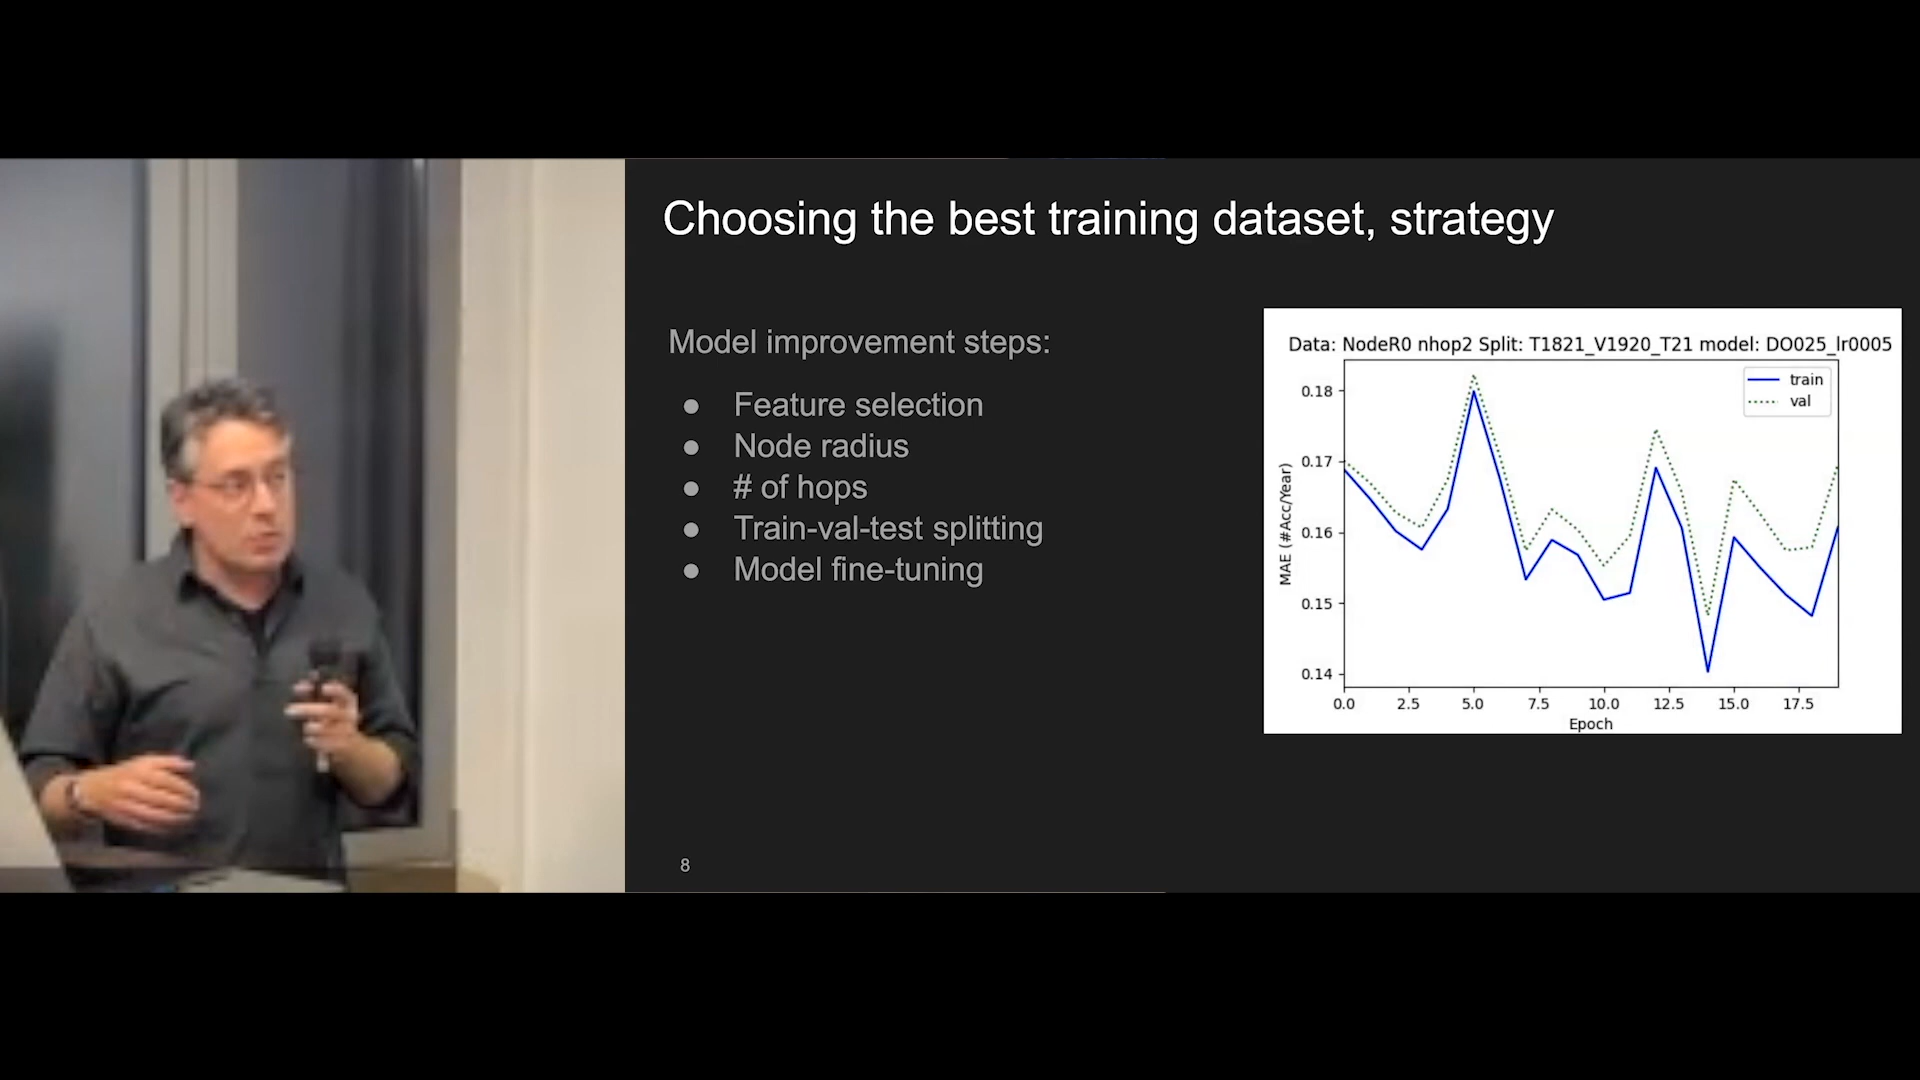 Choosing the best training dataset, strategy
Model improvement steps:
● Feature selection
● Node radius
● # of hops
● Train-val-test splitting
● Model fine-tuning
Data: NodeR0 nhop2 Split: T1821_V1920_T21 model: DO025_lr0005
train
val
MAE (#Acc/Year)
0.18
0.17
0.16
0.15
0.14
0.0 2.5 5.0 7.5 10.0 12.5 15.0 17.5
Epoch
8